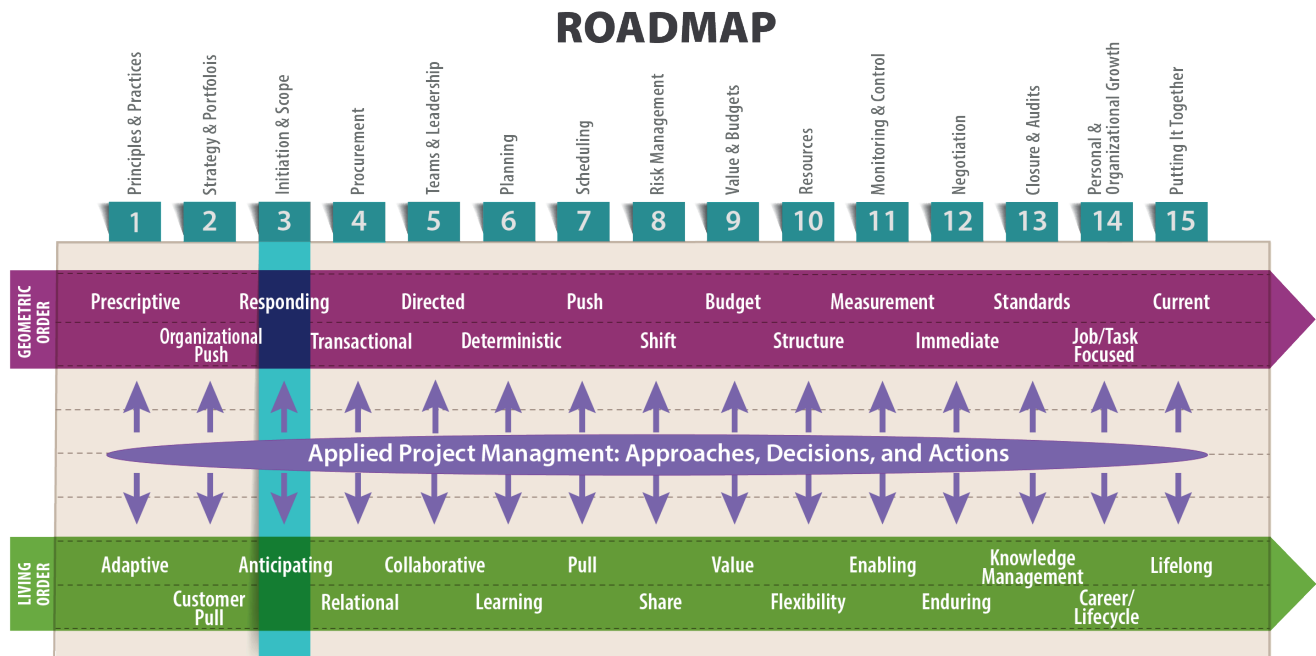 ROADMAP
Principles & Practices
Strategy & Portfolois
Initiation & Scope
Procurement
Teams & Leadership
Planning
Scheduling
Risk Management
Value & Budgets
Resources
Monitoring & Control
Negotiation
Closure & Audits
Personal &
Organizational Growth
Putting It Together
1 2 3 4 5 6 7 8 9 10 11 12 13 14 15
GEOMETRIC
ORDER
Prescriptive Responding Directed Push Budget Measurement Standards Current
Organizational
Push
Transactional Deterministic Shift Structure Immediate
Job/Task
Focused
Applied Project Managment: Approaches, Decisions, and Actions
LIVING
ORDER
Adaptive Anticipating Collaborative Pull Value Enabling
Knowledge
Management
Lifelong
Customer
Pull
Relational Learning Share Flexibility Enduring
Career/
Lifecycle